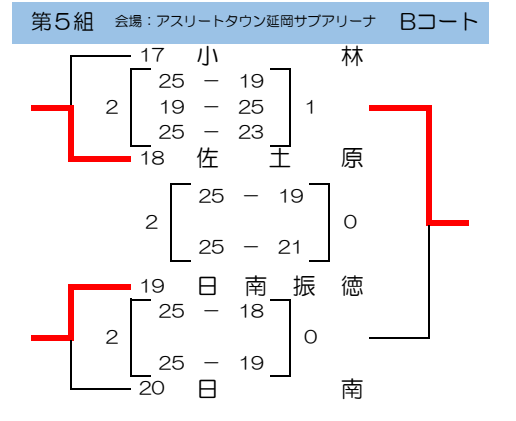 第5組 会場：アスリートタウン延岡サブアリーナ Bコート
17 小林
25 － 19
2 19 － 25 1
25 － 23
18 佐土原
25 － 19
2 0
25 － 21
19 日南振徳
25 － 18
2 0
25 － 19
20 日南